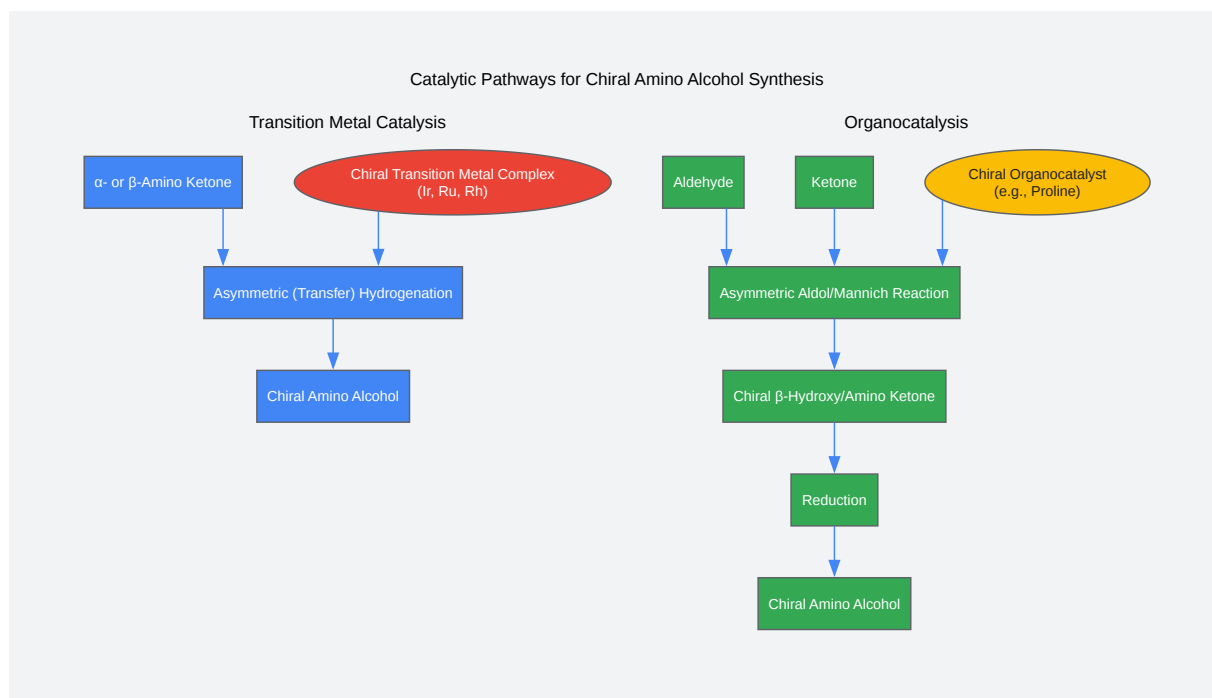 Catalytic Pathways for Chiral Amino Alcohol Synthesis
Transition Metal Catalysis
α- or β-Amino Ketone
Chiral Transition Metal Complex
(Ir, Ru, Rh)
Asymmetric (Transfer) Hydrogenation
Chiral Amino Alcohol
Organocatalysis
Aldehyde
Ketone
Chiral Organocatalyst
(e.g., Proline)
Asymmetric Aldol/Mannich Reaction
Chiral β-Hydroxy/Amino Ketone
Reduction
Chiral Amino Alcohol